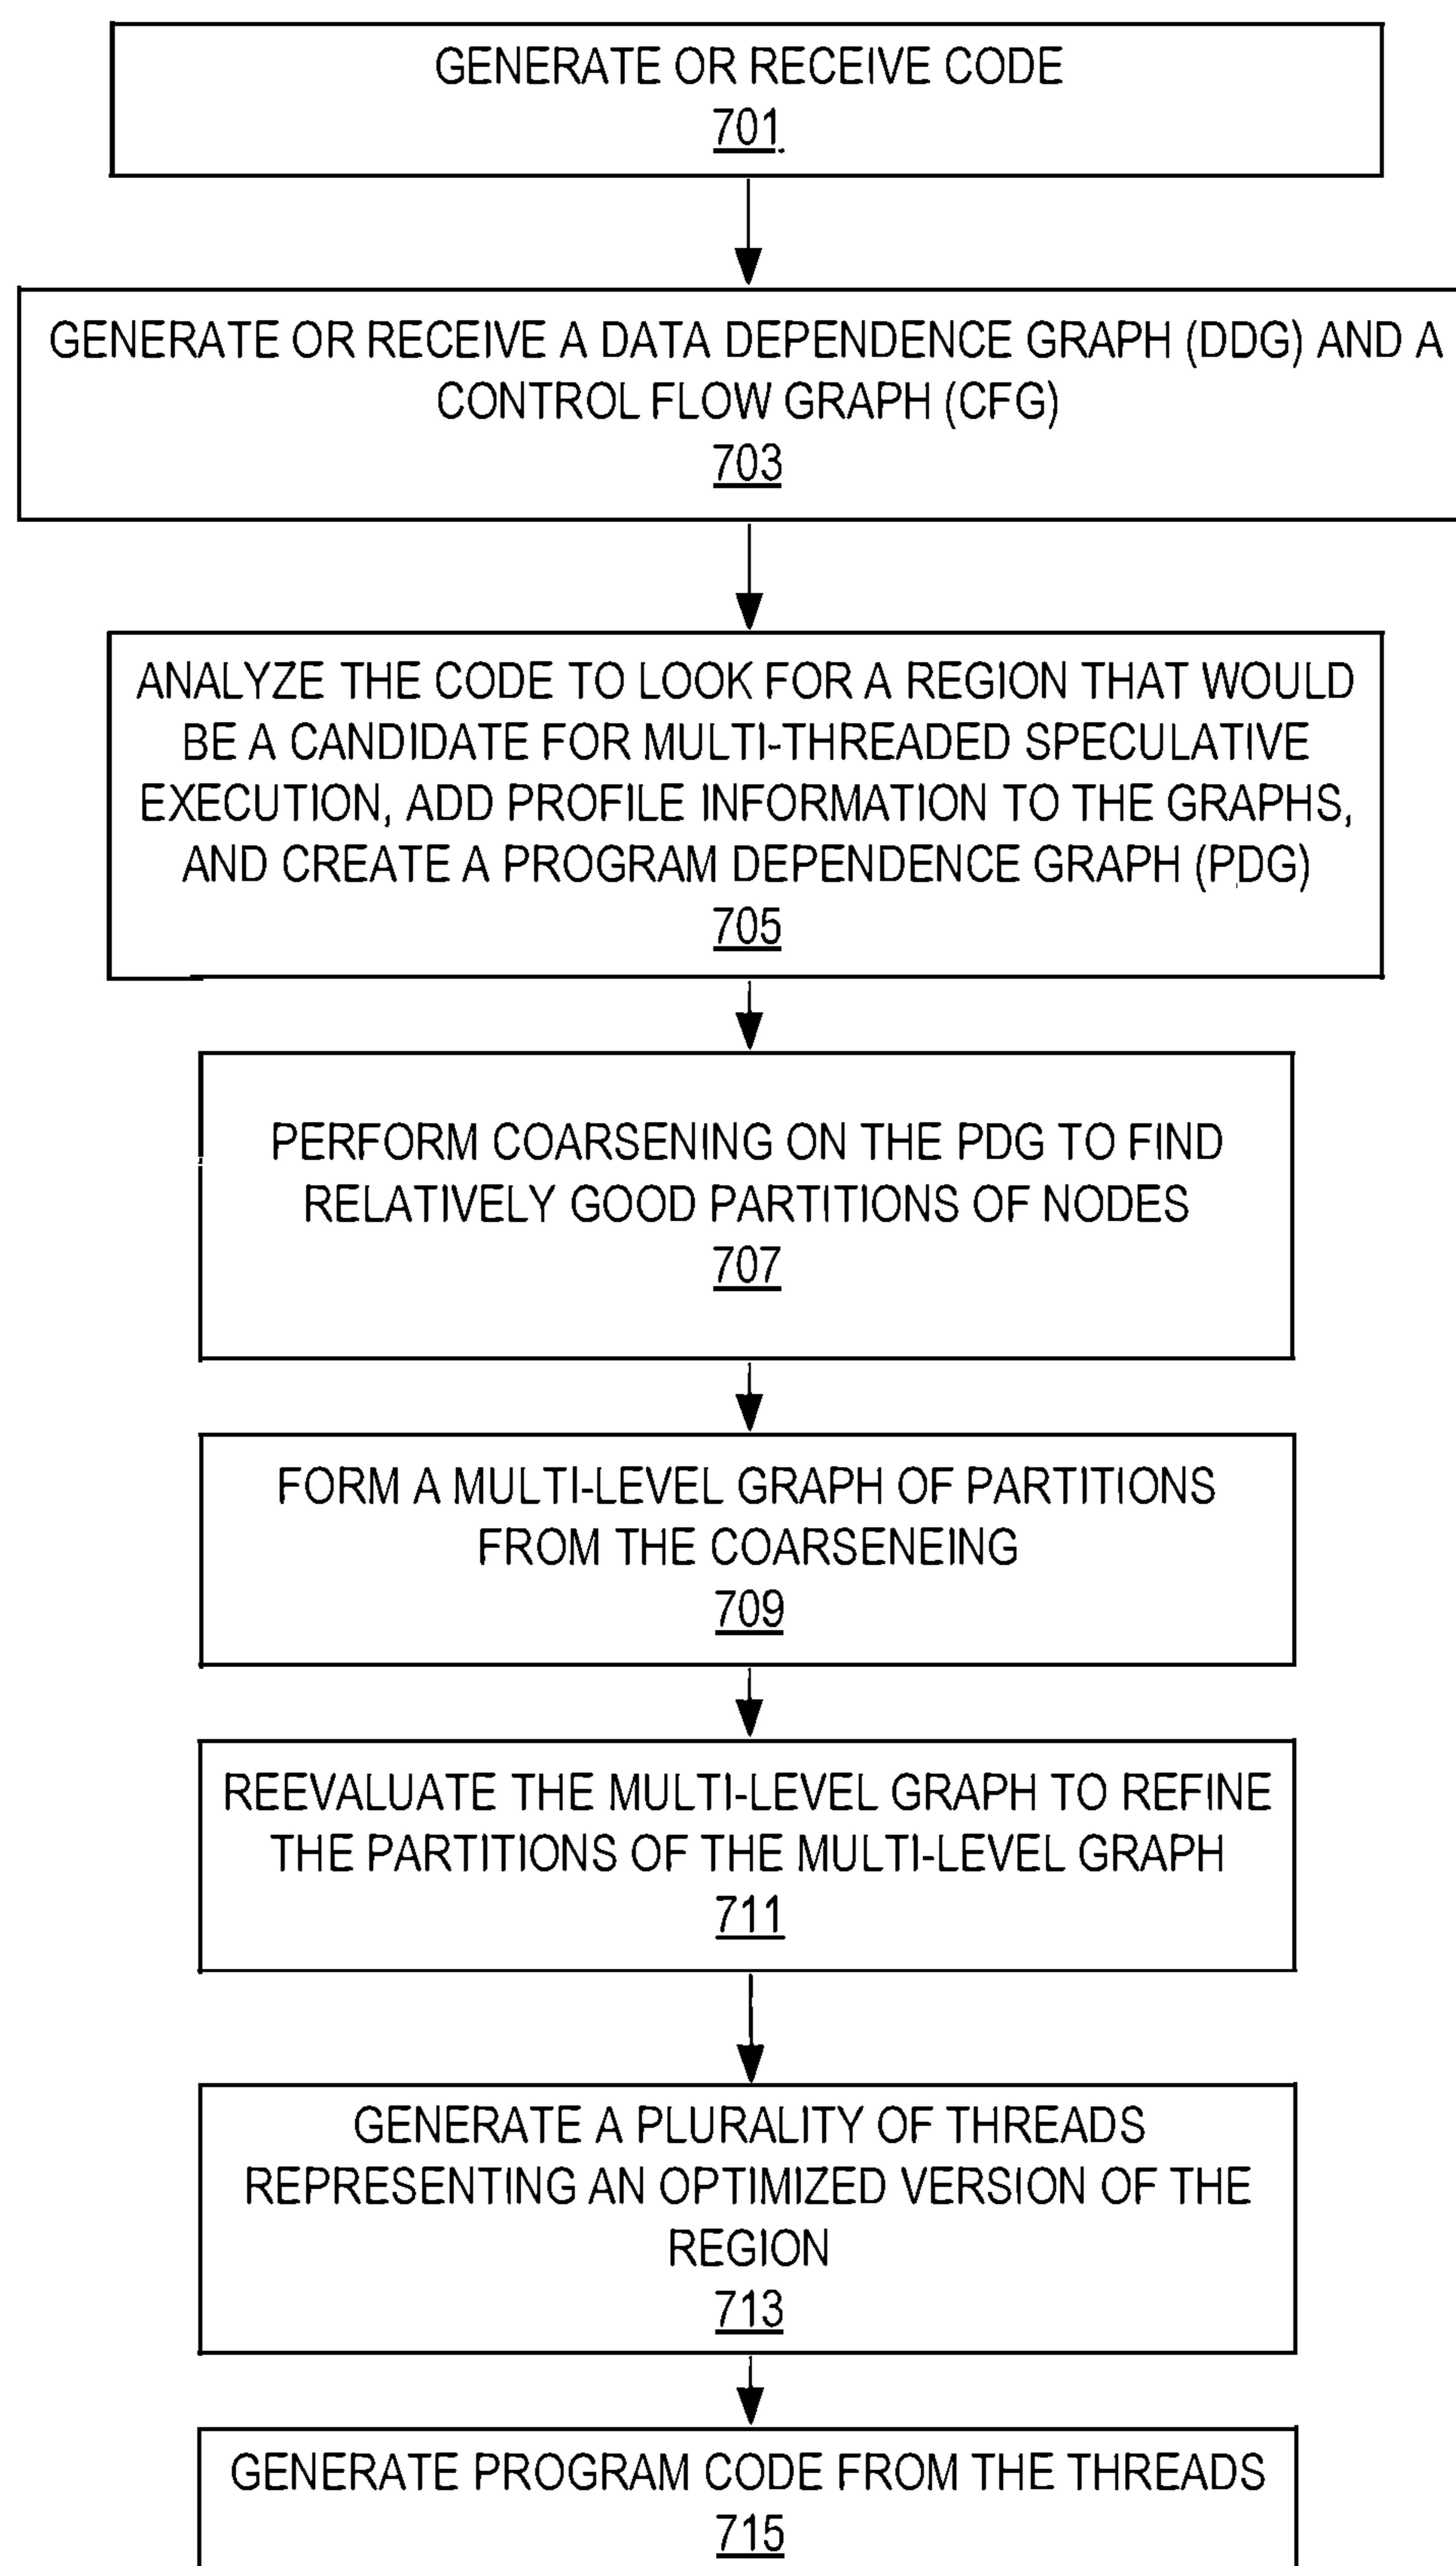 GENERATE OR RECEIVE CODE
701
GENERATE OR RECEIVE A DATA DEPENDENCE GRAPH (DDG) AND A
CONTROL FLOW GRAPH (CFG)
703
ANALYZE THE CODE TO LOOK FOR A REGION THAT WOULD
BE A CANDIDATE FOR MULTI-THREADED SPECULATIVE
EXECUTION, ADD PROFILE INFORMATION TO THE GRAPHS,
AND CREATE A PROGRAM DEPENDENCE GRAPH (PDG)
705
PERFORM COARSENING ON THE PDG TO FIND
RELATIVELY GOOD PARTITIONS OF NODES
707
FORM A MULTI-LEVEL GRAPH OF PARTITIONS
FROM THE COARSENEING
709
REEVALUATE THE MULTI-LEVEL GRAPH TO REFINE
THE PARTITIONS OF THE MULTI-LEVEL GRAPH
711
GENERATE A PLURALITY OF THREADS
REPRESENTING AN OPTIMIZED VERSION OF THE
REGION
713
GENERATE PROGRAM CODE FROM THE THREADS
715